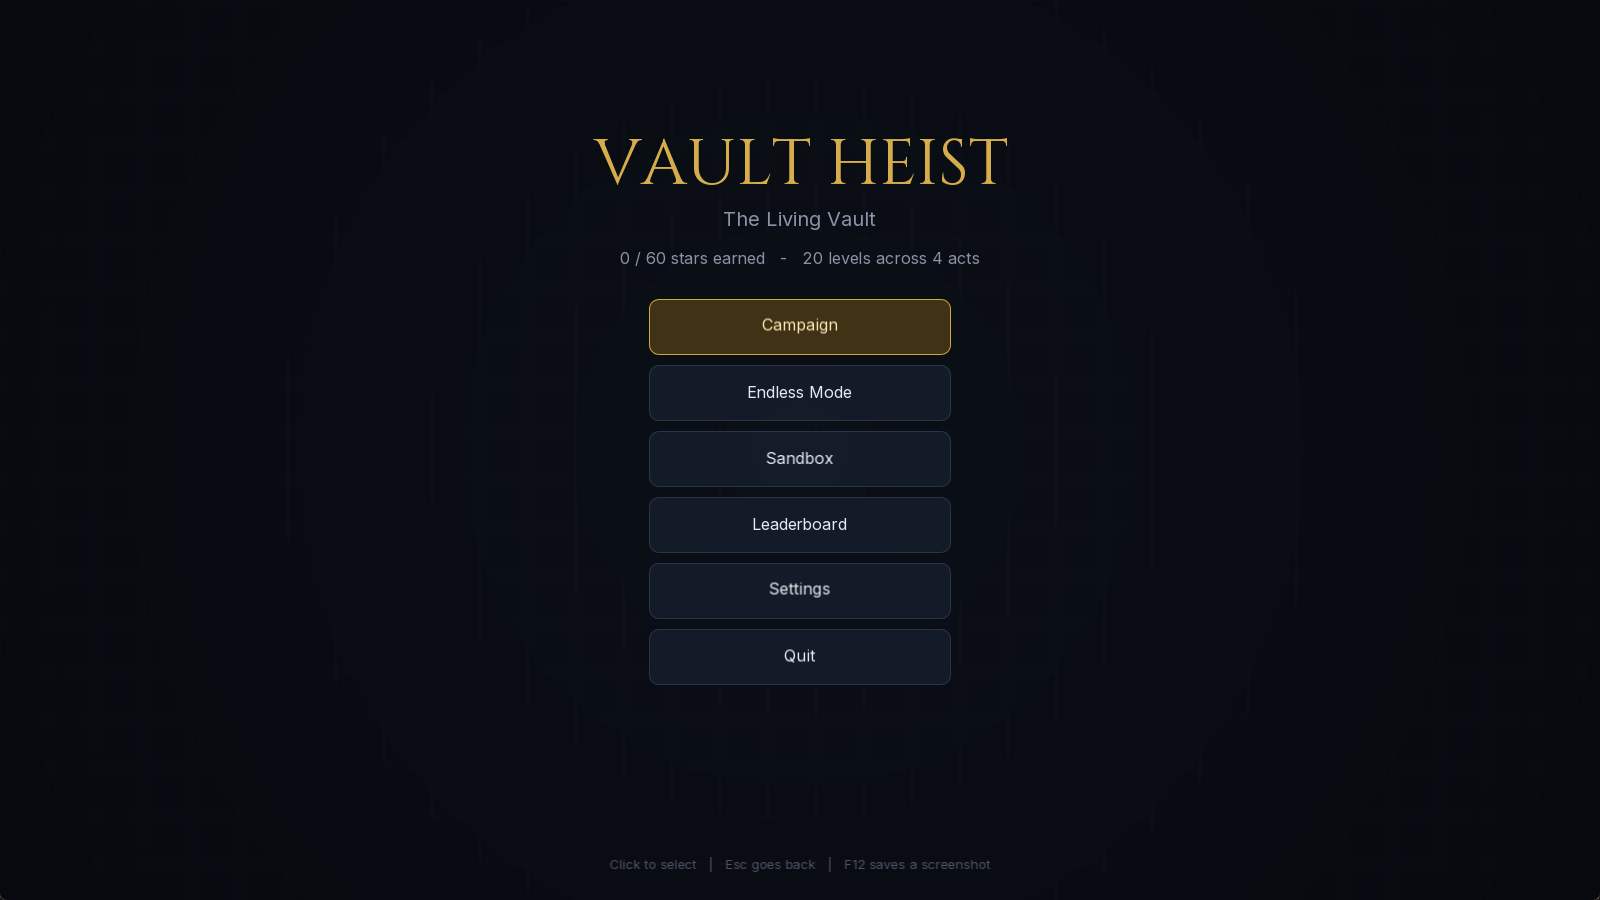 VAULT HEIST
The Living Vault
0 / 60 stars earned - 20 levels across 4 acts
Campaign
Endless Mode
Sandbox
Leaderboard
Settings
Quit
Click to select | Esc goes back | F12 saves a screenshot